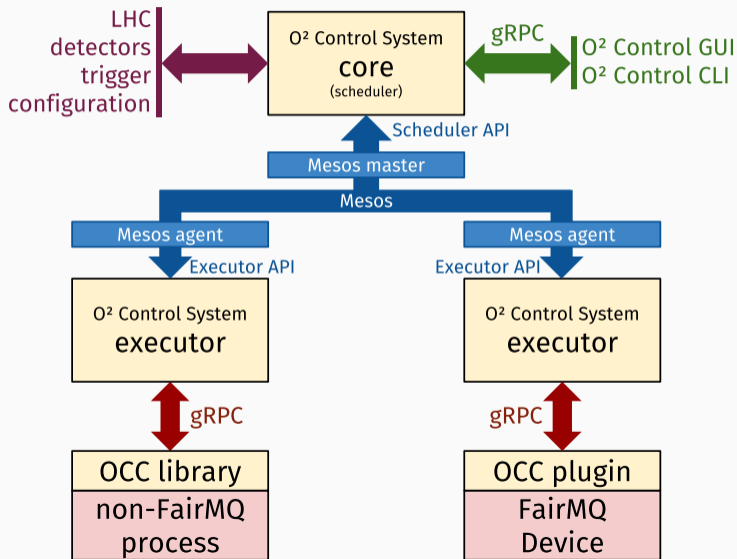 LHC
detectors
trigger
configuration
O² Control System
core
(scheduler)
gRPC
O² Control GUI
O² Control CLI
Scheduler API
Mesos master
Mesos
Mesos agent
Mesos agent
Executor API
Executor API
O² Control System
executor
O² Control System
executor
gRPC
gRPC
OCC library
non-FairMQ
process
OCC plugin
FairMQ
Device